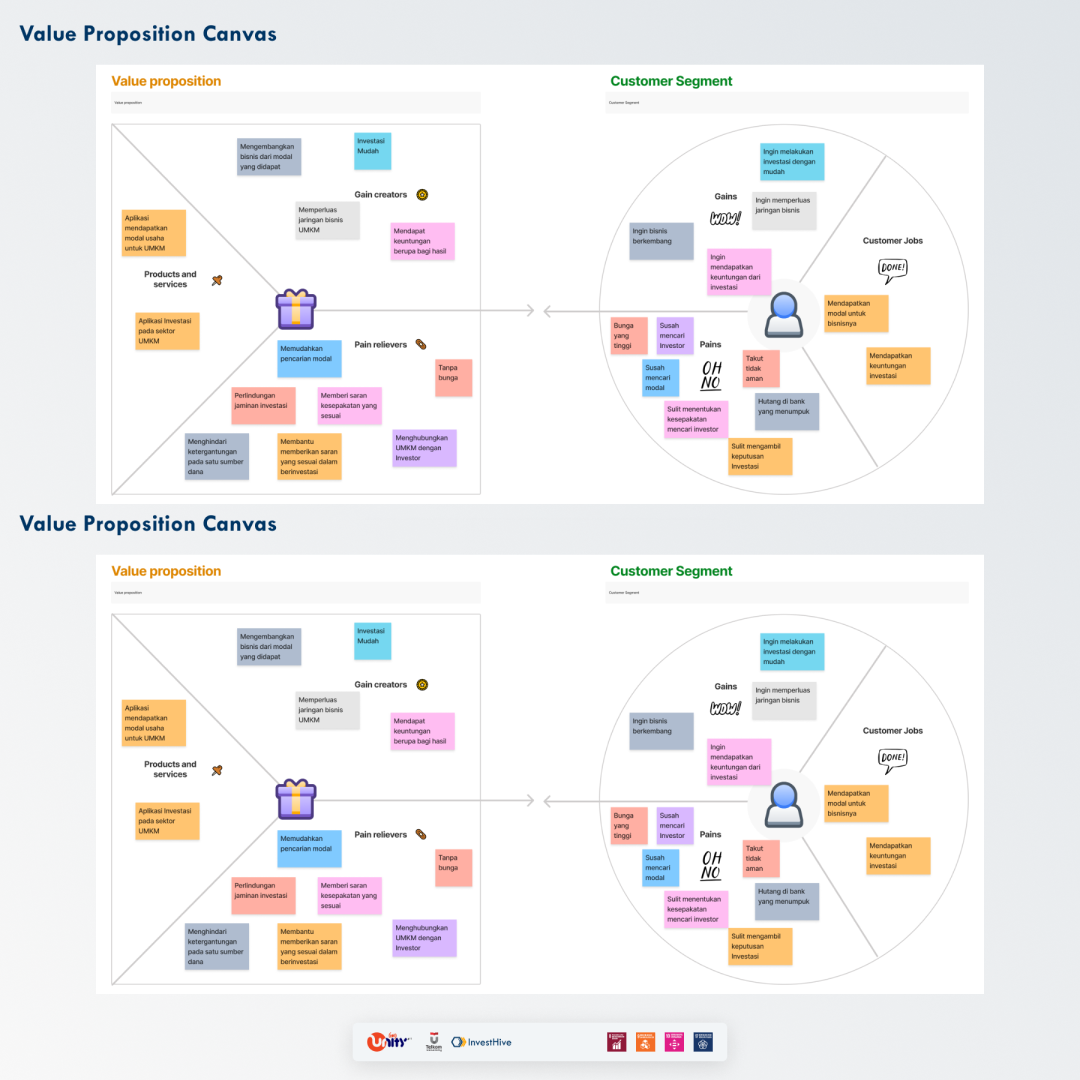 Value Proposition Canvas
Value proposition
Value proposition
Mengembangkan
bisnis dari modal
yang didapat
Investasi
Mudah
Gain creators
Memperluas
jaringan bisnis
UMKM
Mendapat
keuntungan
berupa bagi hasil
Aplikasi
mendapatkan
modal usaha
untuk UMKM
Products and
services
Aplikasi Investasi
pada sektor
UMKM
Memudahkan
pencarian modal
Pain relievers
Tanpa
bunga
Perlindungan
jaminan investasi
Memberi saran
kesepakatan yang
sesuai
Menghindari
ketergantungan
pada satu sumber
dana
Membantu
memberikan saran
yang sesuai dalam
berinvestasi
Menghubungkan
UMKM dengan
Investor
Customer Segment
Customer Segment
Ingin melakukan
investasi dengan
mudah
Gains
WOW!
Ingin memperluas
jaringan bisnis
Ingin bisnis
berkembang
Ingin
mendapatkan
keuntungan dari
investasi
Customer Jobs
DONE!
Mendapatkan
modal untuk
bisnisnya
Mendapatkan
keuntungan
investasi
Bunga
yang
tinggi
Susah
mencari
Investor
Pains
OH
NO
Susah
mencari
modal
Takut
tidak
aman
Sulit menentukan
kesepakatan
mencari investor
Hutang di bank
yang menumpuk
Sulit mengambil
keputusan
Investasi
Value Proposition Canvas
Value proposition
Value proposition
Mengembangkan
bisnis dari modal
yang didapat
Investasi
Mudah
Gain creators
Memperluas
jaringan bisnis
UMKM
Mendapat
keuntungan
berupa bagi hasil
Aplikasi
mendapatkan
modal usaha
untuk UMKM
Products and
services
Aplikasi Investasi
pada sektor
UMKM
Memudahkan
pencarian modal
Pain relievers
Tanpa
bunga
Perlindungan
jaminan investasi
Memberi saran
kesepakatan yang
sesuai
Menghindari
ketergantungan
pada satu sumber
dana
Membantu
memberikan saran
yang sesuai dalam
berinvestasi
Menghubungkan
UMKM dengan
Investor
Customer Segment
Customer Segment
Ingin melakukan
investasi dengan
mudah
Gains
WOW!
Ingin memperluas
jaringan bisnis
Ingin bisnis
berkembang
Ingin
mendapatkan
keuntungan dari
investasi
Customer Jobs
DONE!
Mendapatkan
modal untuk
bisnisnya
Mendapatkan
keuntungan
investasi
Bunga
yang
tinggi
Susah
mencari
Investor
Pains
OH
NO
Susah
mencari
modal
Takut
tidak
aman
Sulit menentukan
kesepakatan
mencari investor
Hutang di bank
yang menumpuk
Sulit mengambil
keputusan
Investasi
Unity
Telkom
InvestHive